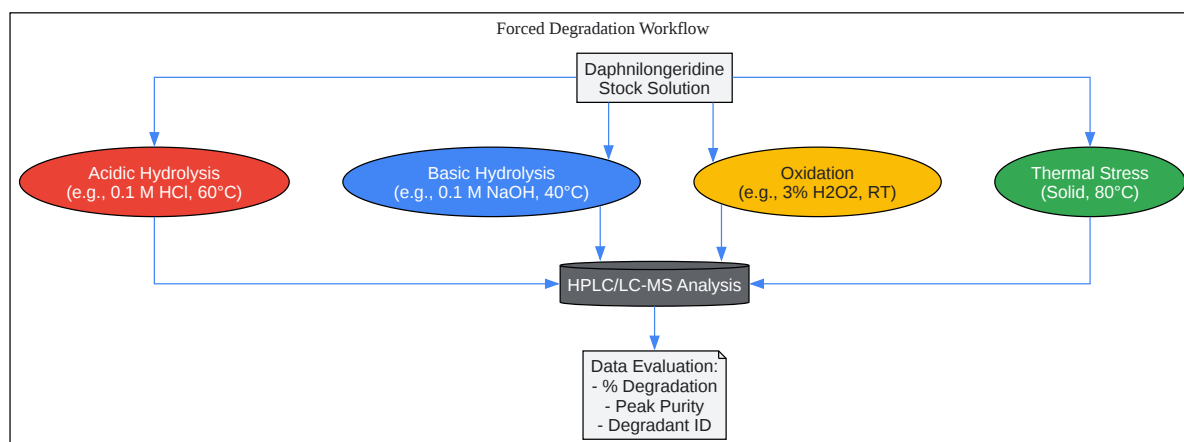 Forced Degradation Workflow
Daphnilongeridine
Stock Solution
Acidic Hydrolysis
(e.g., 0.1 M HCl, 60°C)
Basic Hydrolysis
(e.g., 0.1 M NaOH, 40°C)
Oxidation
(e.g., 3% H2O2, RT)
Thermal Stress
(Solid, 80°C)
HPLC/LC-MS Analysis
Data Evaluation:
- % Degradation
- Peak Purity
- Degradant ID